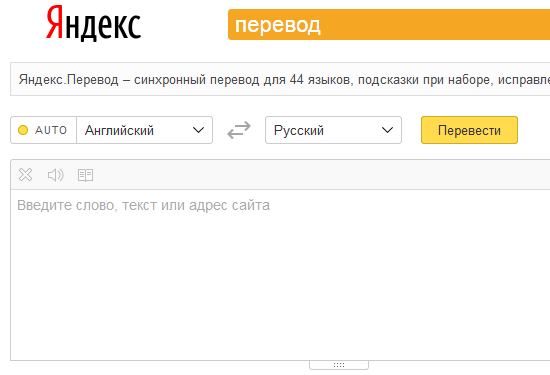 Яндекс
перевод
Яндекс.Перевод – синхронный перевод для 44 языков, подсказки при наборе,
AUTO Английский Русский Перевести
Введите слово, текст или адрес сайта